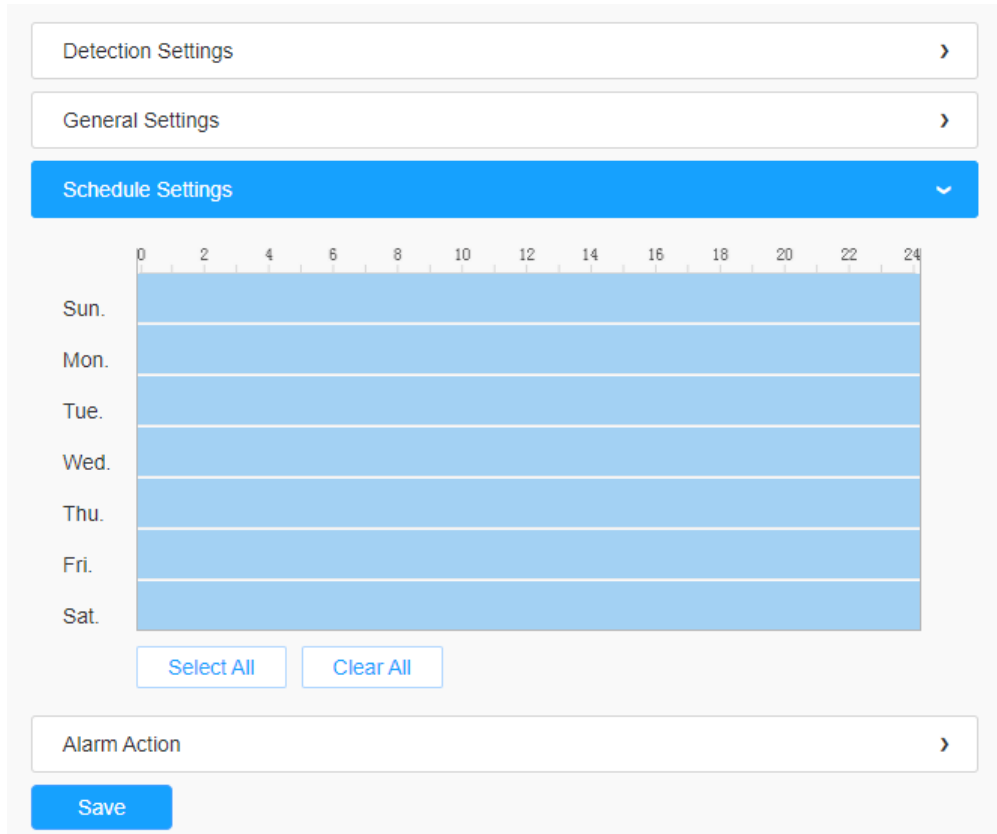 Detection Settings
General Settings
Schedule Settings
0 2 4 6 8 10 12 14 16 18 20 22 24
Sun.
Mon.
Tue.
Wed.
Thu.
Fri.
Sat.
Select All Clear All
Alarm Action
Save